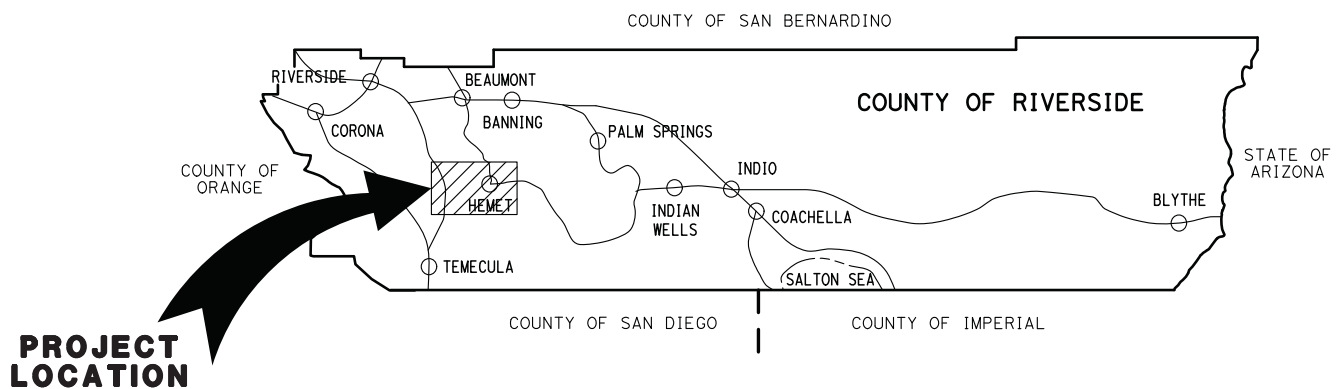 COUNTY OF SAN BERNARDINO
RIVERSIDE
BEAUMONT
COUNTY OF RIVERSIDE
BANNING
CORONA
PALM SPRINGS
COUNTY OF
ORANGE
STATE OF
ARIZONA
INDIO
HEMET
INDIAN
WELLS
COACHELLA
BLYTHE
TEMECULA
SALTON SEA
COUNTY OF SAN DIEGO
COUNTY OF IMPERIAL
PROJECT
LOCATION